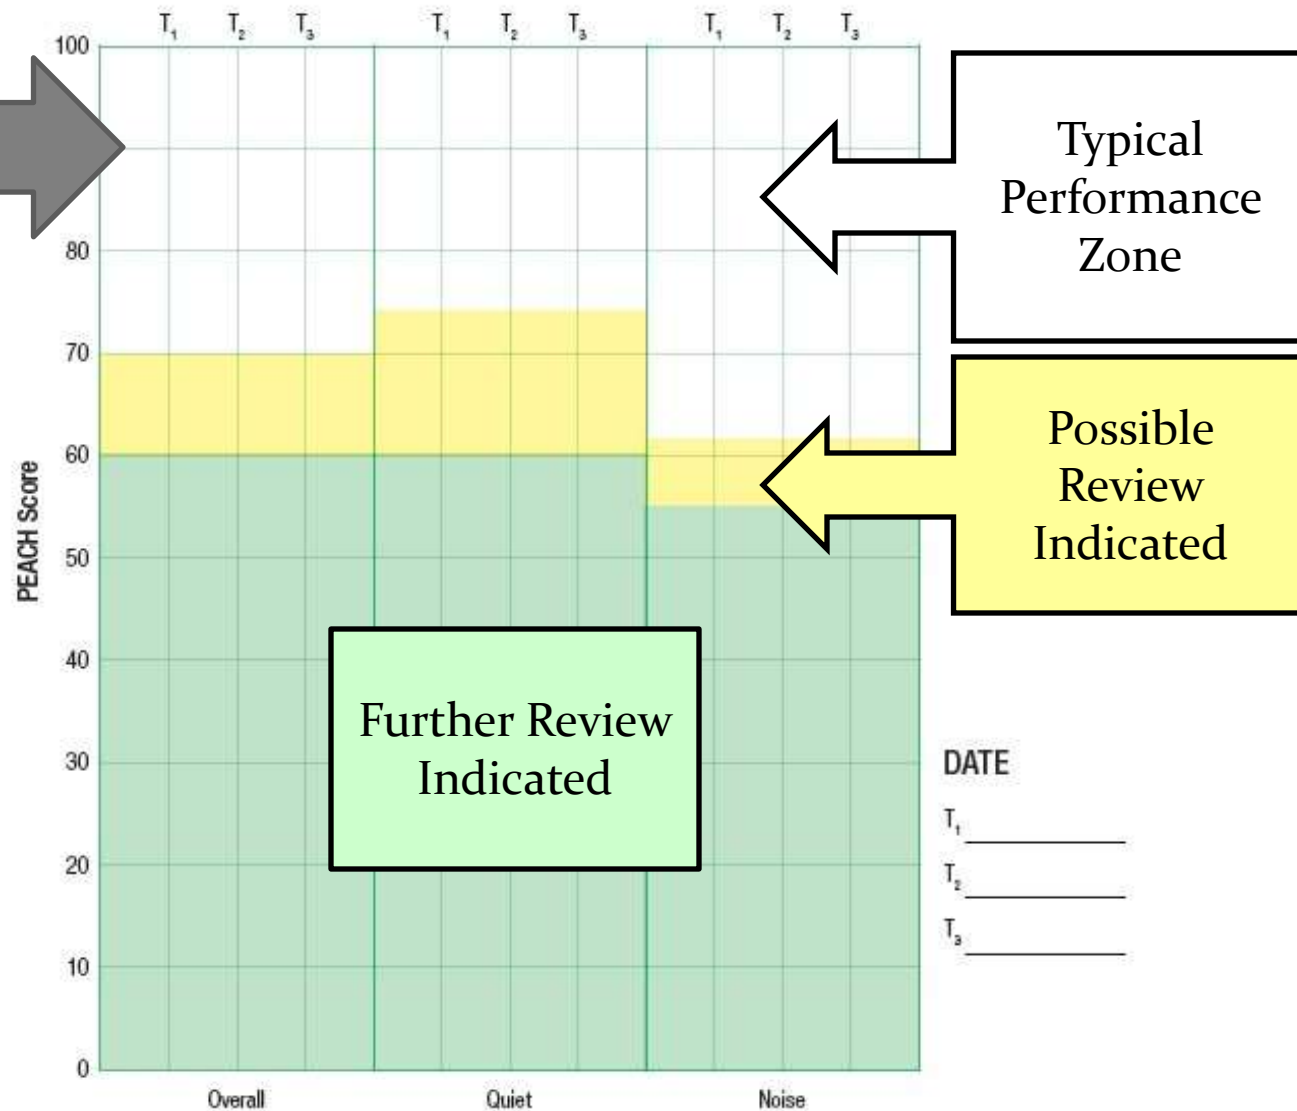 T₁ T₂ T₃ T₁ T₂ T₃ T₁ T₂ T₃
100
80
70
60
50
40
30
20
10
0
PEACH Score
Overall Quiet Noise
Typical
Performance
Zone
Possible
Review
Indicated
Further Review
Indicated
DATE
T₁
T₂
T₃